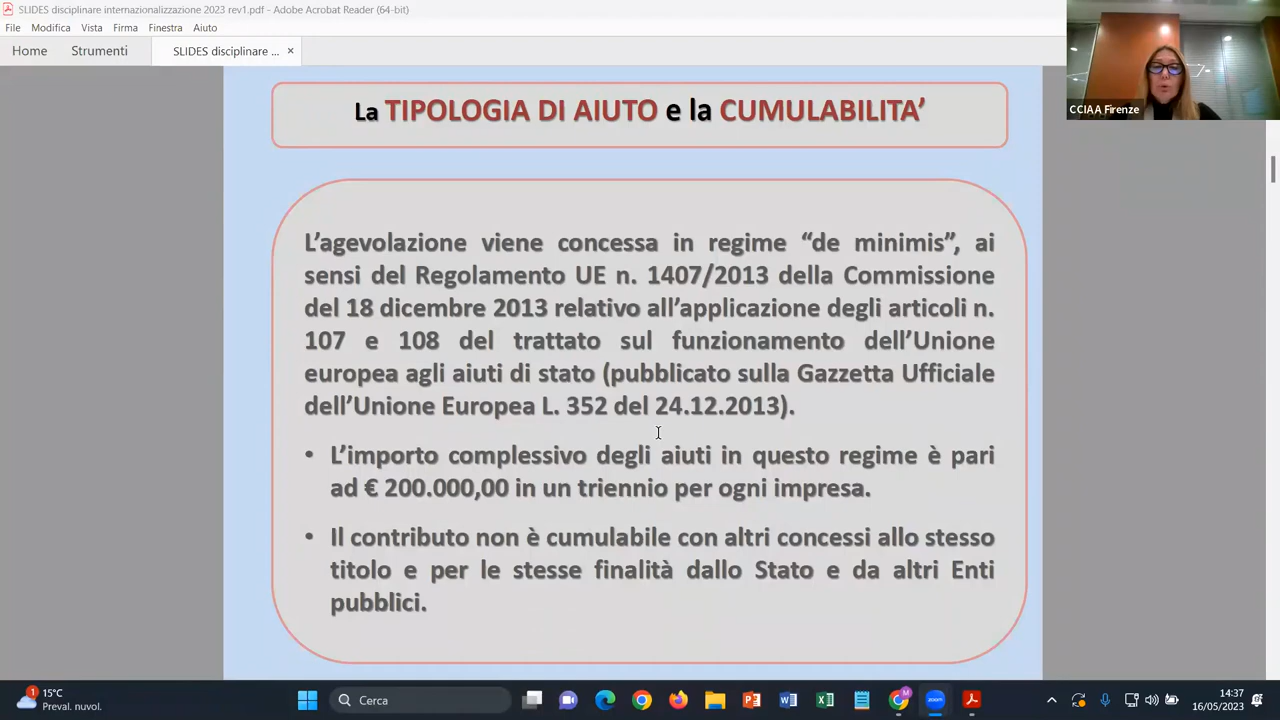 SLIDES disciplinare internazionalizzazione 2023 rev1.pdf - Adobe Acrobat Reader (64-bit)
File Modifica Vista Firma Finestra Aiuto
Home Strumenti SLIDES disciplinare ... ×
CCIAA Firenze
La TIPOLOGIA DI AIUTO e la CUMULABILITA’
L’agevolazione viene concessa in regime “de minimis”, ai
sensi del Regolamento UE n. 1407/2013 della Commissione
del 18 dicembre 2013 relativo all’applicazione degli articoli n.
107 e 108 del trattato sul funzionamento dell’Unione
europea agli aiuti di stato (pubblicato sulla Gazzetta Ufficiale
dell’Unione Europea L. 352 del 24.12.2013).
• L’importo complessivo degli aiuti in questo regime è pari
ad € 200.000,00 in un triennio per ogni impresa.
• Il contributo non è cumulabile con altri concessi allo stesso
titolo e per le stesse finalità dallo Stato e da altri Enti
pubblici.
1
15°C
Preval. nuvol.
Cerca
zoom
14:37
16/05/2023